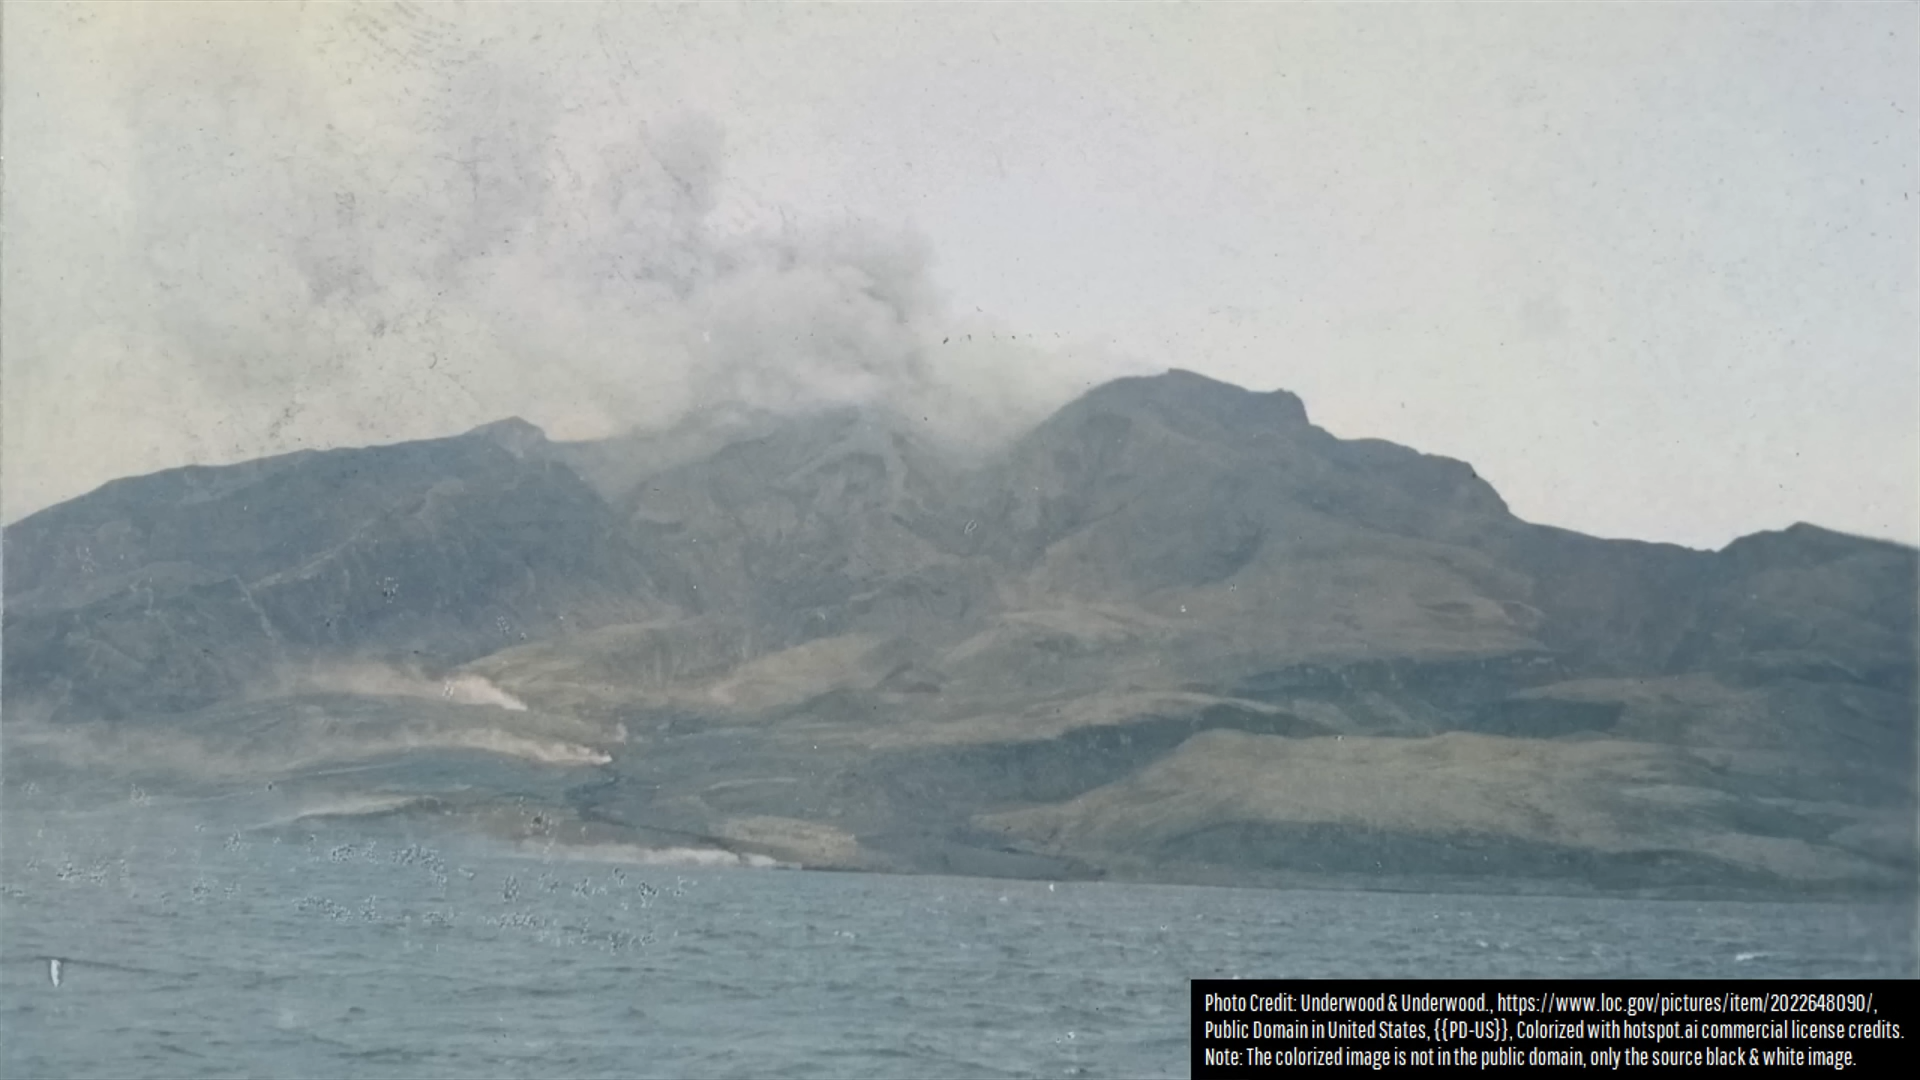 Photo Credit: Underwood & Underwood., https://www.loc.gov/pictures/item/2022648090/,
Public Domain in United States, {{PD-US}}, Colorized with hotspot.ai commercial license credits.
Note: The colorized image is not in the public domain, only the source black & white image.